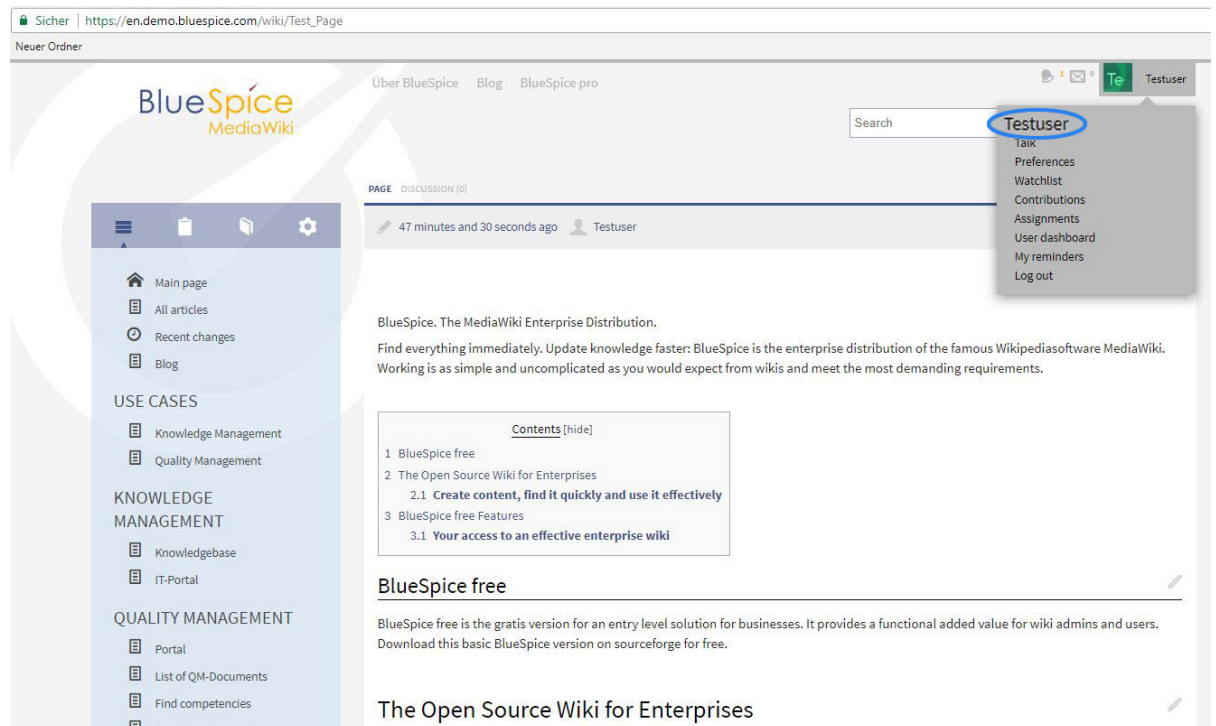 Sicher | https://en.demo.bluespice.com/wiki/Test_Page
Neuer Ordner
BlueSpice
MediaWiki
Über BlueSpice Blog BlueSpice pro
1 0 Te Testuser
Search
Testuser
Talk
Preferences
Watchlist
Contributions
Assignments
User dashboard
My reminders
Log out
PAGE DISCUSSION (0)
47 minutes and 30 seconds ago Testuser
Main page
All articles
Recent changes
Blog
USE CASES
Knowledge Management
Quality Management
KNOWLEDGE
MANAGEMENT
Knowledgebase
IT-Portal
QUALITY MANAGEMENT
Portal
List of QM-Documents
Find competencies
BlueSpice. The MediaWiki Enterprise Distribution.
Find everything immediately. Update knowledge faster: BlueSpice is the enterprise distribution of the famous Wikipediasoftware MediaWiki.
Working is as simple and uncomplicated as you would expect from wikis and meet the most demanding requirements.
Contents [hide]
1 BlueSpice free
2 The Open Source Wiki for Enterprises
2.1 Create content, find it quickly and use it effectively
3 BlueSpice free Features
3.1 Your access to an effective enterprise wiki
BlueSpice free
BlueSpice free is the gratis version for an entry level solution for businesses. It provides a functional added value for wiki admins and users.
Download this basic BlueSpice version on sourceforge for free.
The Open Source Wiki for Enterprises